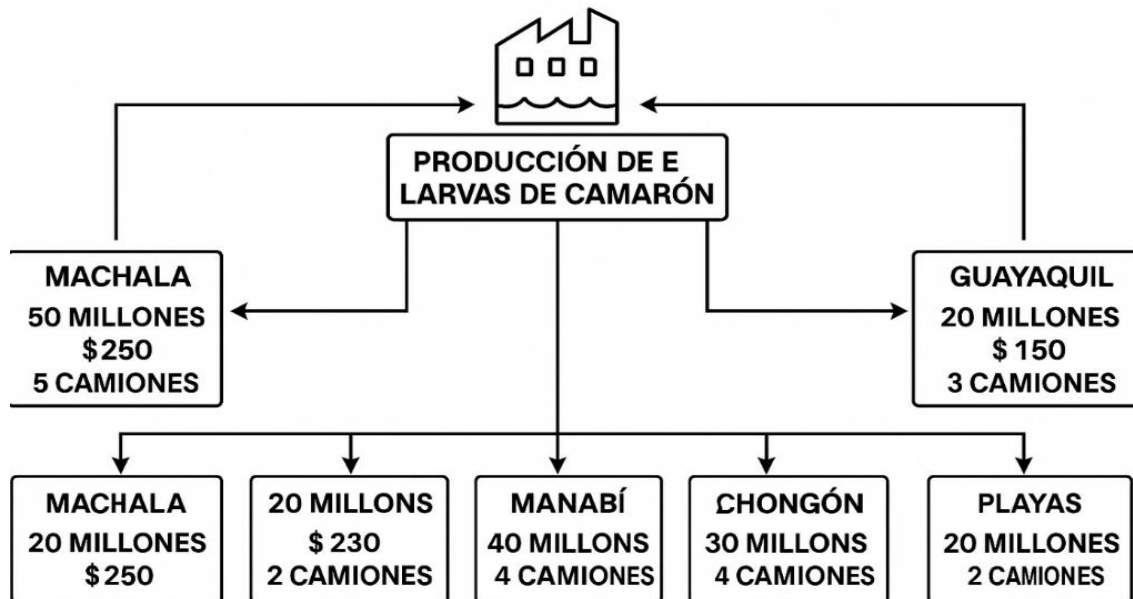 PRODUCCIÓN DE E
LARVAS DE CAMARÓN
MACHALA
50 MILLONES
$250
5 CAMIONES
GUAYAQUIL
20 MILLONES
$ 150
3 CAMIONES
MACHALA
20 MILLONES
$250
20 MILLONS
$ 230
2 CAMIONES
MANABÍ
40 MILLONS
4 CAMIONES
CHONGÓN
30 MILLONS
4 CAMIONES
PLAYAS
20 MILLONES
2 CAMIONES